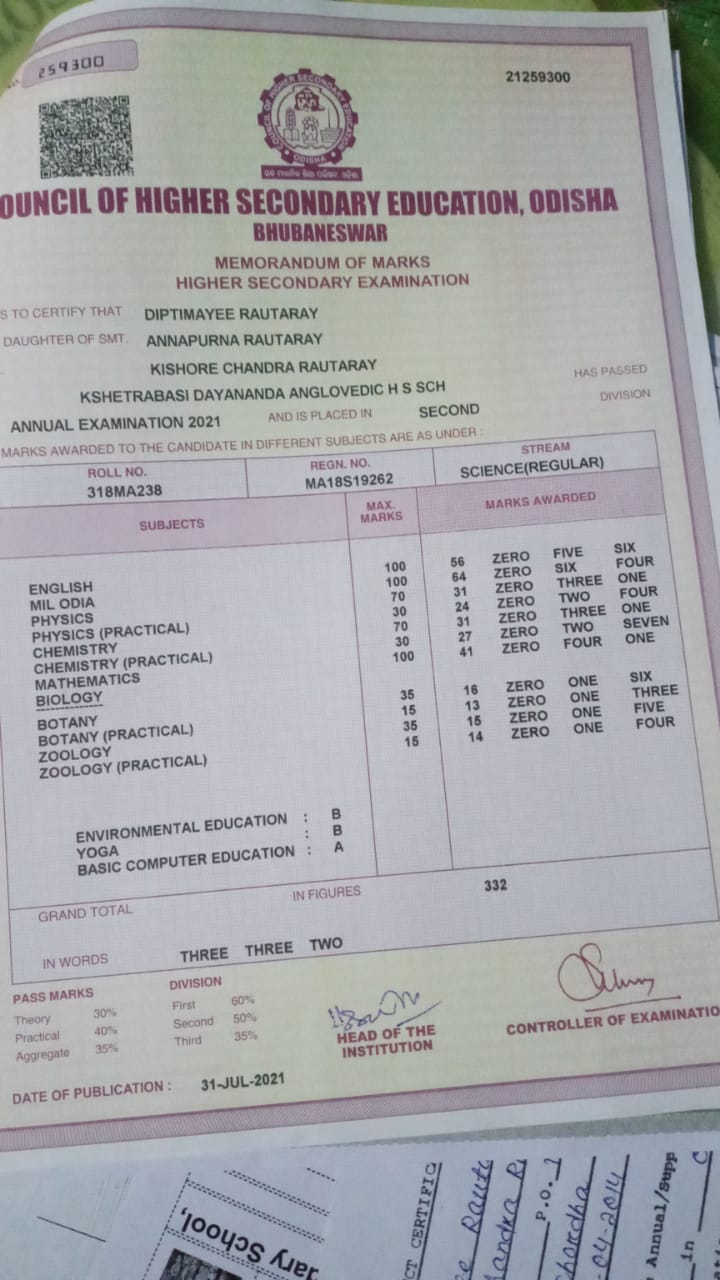 NO. 259300
21259300
COUNCIL OF HIGHER SECONDARY EDUCATION
ODISHA
OUNCIL OF HIGHER SECONDARY EDUCATION, ODISHA
BHUBANESWAR
MEMORANDUM OF MARKS
HIGHER SECONDARY EXAMINATION
S TO CERTIFY THAT DIPTIMAYEE RAUTARAY
DAUGHTER OF SMT. ANNAPURNA RAUTARAY
KISHORE CHANDRA RAUTARAY
KSHETRABASI DAYANANDA ANGLOVEDIC H S SCH HAS PASSED
ANNUAL EXAMINATION 2021 AND IS PLACED IN SECOND DIVISION
MARKS AWARDED TO THE CANDIDATE IN DIFFERENT SUBJECTS ARE AS UNDER :
ROLL NO. REGN. NO. STREAM
318MA238 MA18S19262 SCIENCE(REGULAR)
SUBJECTS MAX. MARKS MARKS AWARDED
ENGLISH 100 56 ZERO FIVE SIX
MIL ODIA 100 64 ZERO SIX FOUR
PHYSICS 70 31 ZERO THREE ONE
PHYSICS (PRACTICAL) 30 24 ZERO TWO FOUR
CHEMISTRY 70 31 ZERO THREE ONE
CHEMISTRY (PRACTICAL) 30 27 ZERO TWO SEVEN
MATHEMATICS 100 41 ZERO FOUR ONE
BIOLOGY
BOTANY 35 16 ZERO ONE SIX
BOTANY (PRACTICAL) 15 13 ZERO ONE THREE
ZOOLOGY 35 15 ZERO ONE FIVE
ZOOLOGY (PRACTICAL) 15 14 ZERO ONE FOUR
ENVIRONMENTAL EDUCATION : B
YOGA : B
BASIC COMPUTER EDUCATION : A
GRAND TOTAL IN FIGURES 332
IN WORDS THREE THREE TWO
PASS MARKS DIVISION
Theory 30% First 60%
Practical 40% Second 50%
Aggregate 35% Third 35%
HEAD OF THE
INSTITUTION
CONTROLLER OF EXAMINATIO
DATE OF PUBLICATION : 31-JUL-2021
dary School,
CT CERTIFIC
P.O.
04-2014
Annual/Supp
in